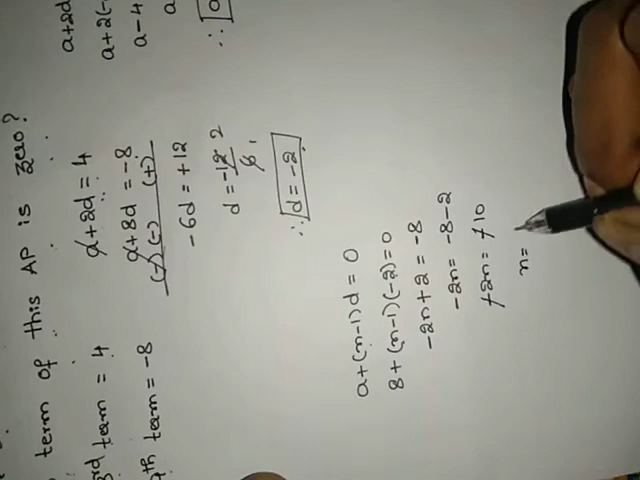 term of this AP is zero?
3rd term = 4
9th term = -8
a+2d = 4
a+8d = -8
(-) (-) (+)
-6d = +12
d = -12 2
6 1
∴ d = -2
a+2d
a+2(-
a-4
a
∴ a
a+(n-1)d = 0
8+(n-1)(-2)=0
-2n+2 = -8
-2n= -8-2
-2n= -10
n=